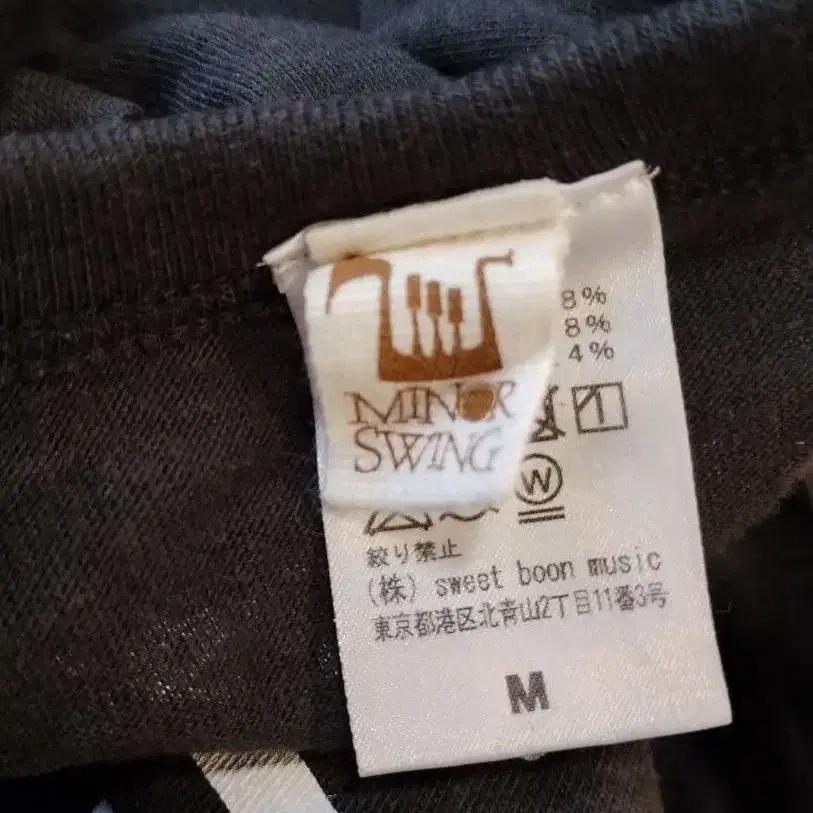 MINOR
SWING
8%
8%
4%
W
絞り禁止
(株) sweet boon music
東京都港区北青山2丁目11番3号
M